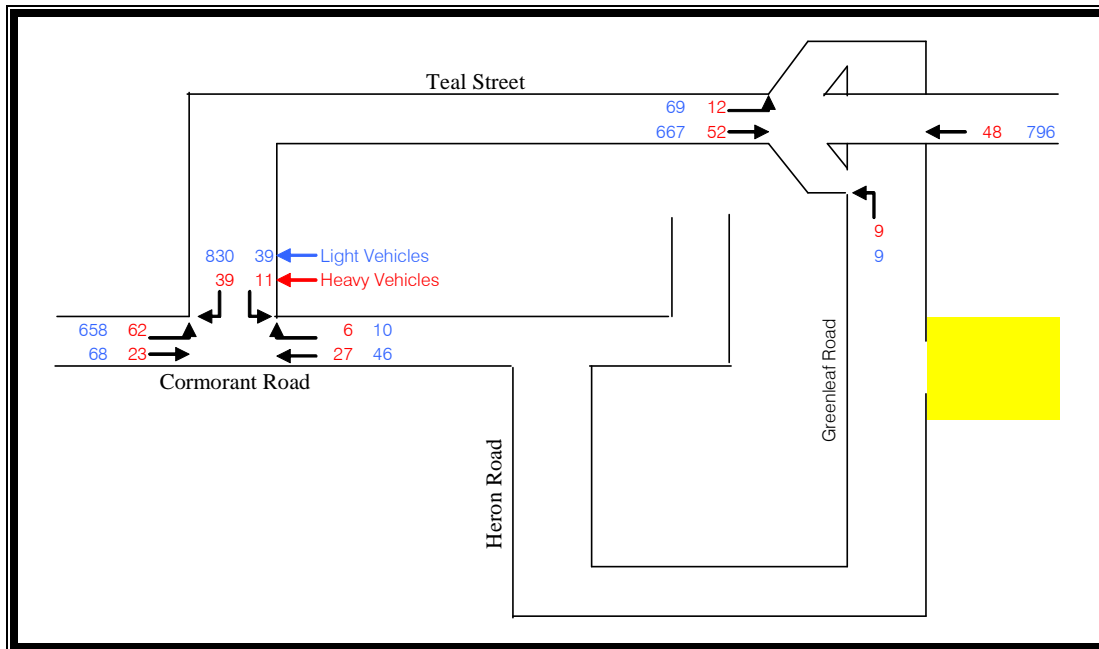 Teal Street
69 12
667 52
48 796
9
9
830 39 Light Vehicles
39 11 Heavy Vehicles
658 62
6 10
68 23
27 46
Cormorant Road
Heron Road
Greenleaf Road